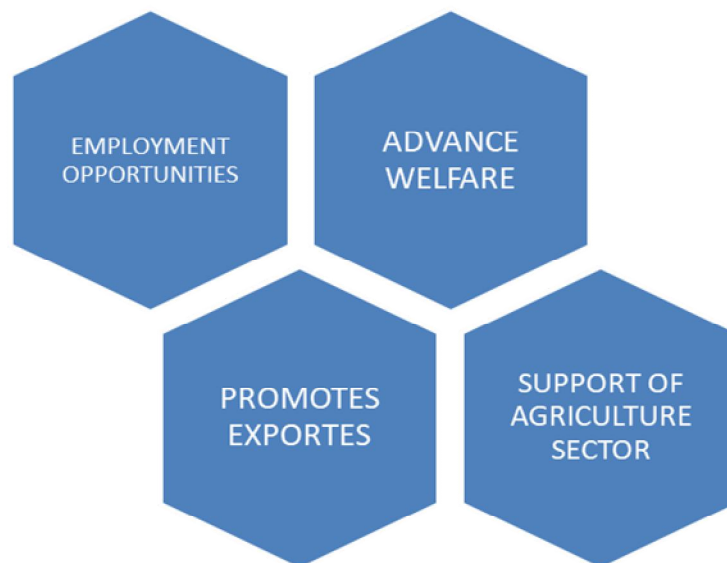 EMPLOYMENT
OPPORTUNITIES
ADVANCE
WELFARE
PROMOTES
EXPORTES
SUPPORT OF
AGRICULTURE
SECTOR